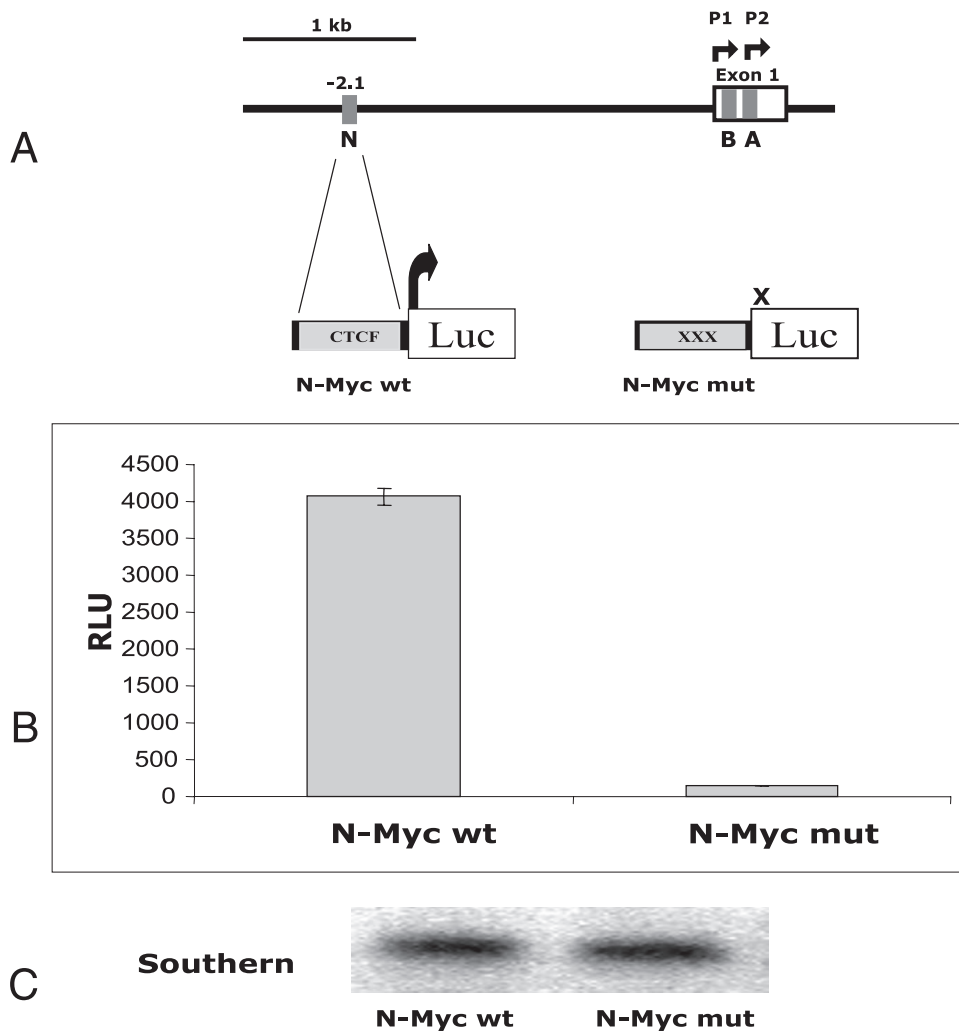 1 kb
P1 P2
-2.1
Exon 1
N
B A
A
CTCF
Luc
X
XXX
Luc
N-Myc wt
N-Myc mut
4500
4000
3500
3000
2500
2000
1500
1000
500
0
RLU
B
N-Myc wt
N-Myc mut
Southern
C
N-Myc wt
N-Myc mut